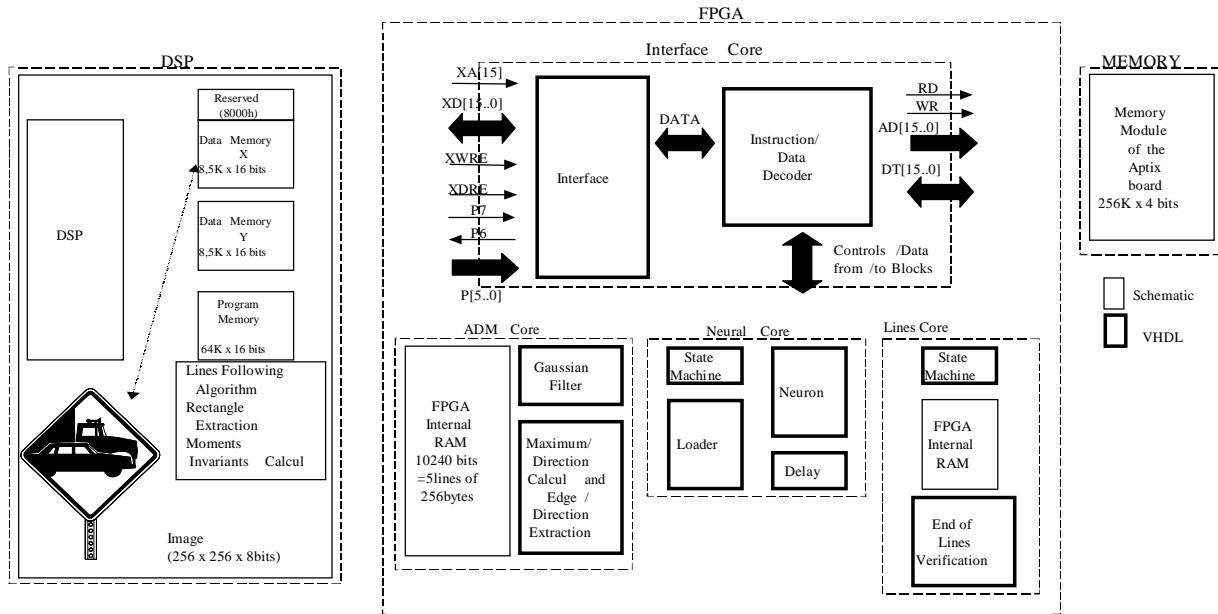 DSP
Reserved
(8000h)
Data Memory
X
8,5K x 16 bits
DSP
Data Memory
Y
8,5K x 16 bits
Program
Memory
64K x 16 bits
Lines Following
Algorithm
Rectangle
Extraction
Moments
Invariants Calcul
Image
(256 x 256 x 8bits)
FPGA
Interface Core
XA[15]
XD[15..0]
XWRE
XDRE
P7
P6
P[5..0]
Interface
DATA
Instruction/
Data
Decoder
RD
WR
AD[15..0]
DT[15..0]
Controls /Data
from /to Blocks
ADM Core
FPGA
Internal
RAM
10240 bits
=5lines of
256bytes
Gaussian
Filter
Maximum/
Direction
Calcul and
Edge /
Direction
Extraction
Neural Core
State
Machine
Loader
Neuron
Delay
Lines Core
State
Machine
FPGA
Internal
RAM
End of
Lines
Verification
MEMORY
Memory
Module
of the
Aptix
board
256K x 4 bits
Schematic
VHDL